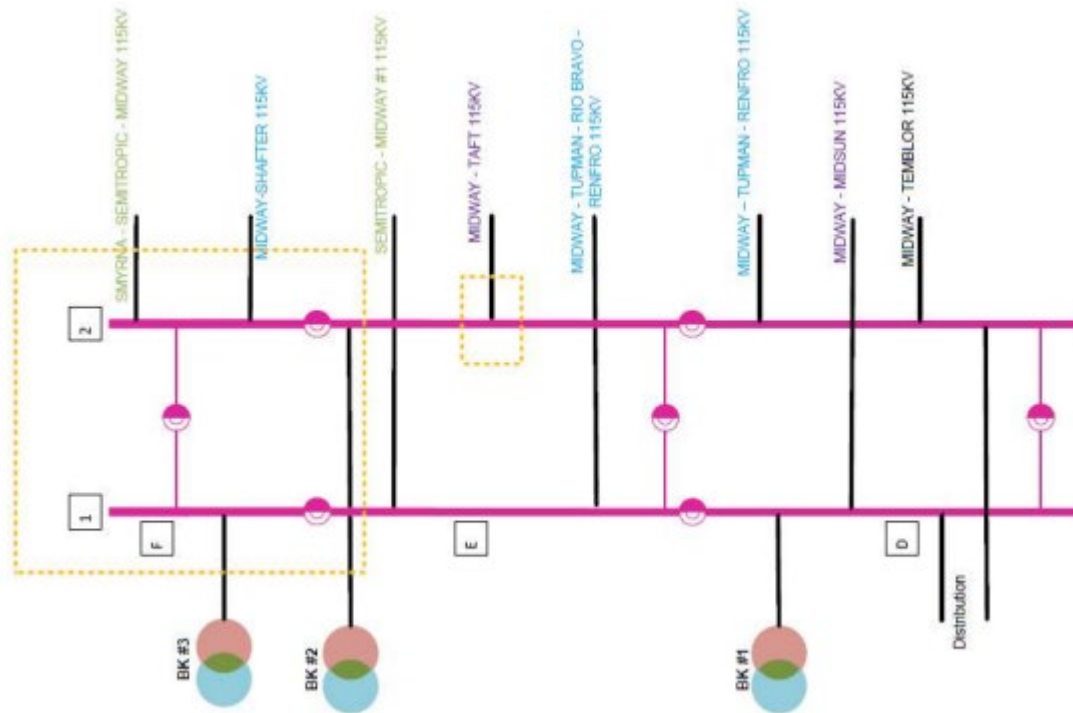 SMYRNA - SEMITROPIC - MIDWAY 115KV
MIDWAY-SHAFTER 115KV
SEMITROPIC - MIDWAY #1 115KV
MIDWAY - TAFT 115KV
MIDWAY - TUPMAN - RIO BRAVO -
RENFRO 115KV
MIDWAY – TUPMAN - RENFRO 115KV
MIDWAY - MIDSUN 115KV
MIDWAY - TEMBLOR 115KV
2
1
F
E
D
BK #3
BK #2
BK #1
Distribution